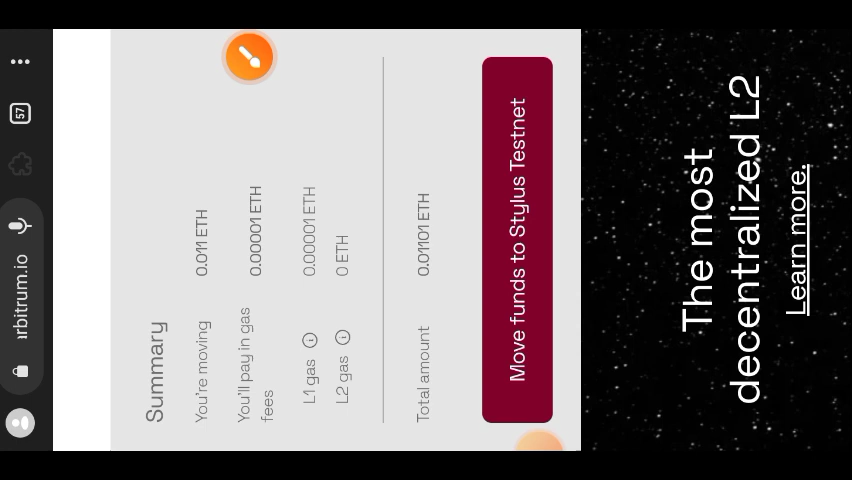 57
arbitrum.io
Summary
You're moving 0.011 ETH
You'll pay in gas 0.00001 ETH
fees
L1 gas 0.00001 ETH
L2 gas 0 ETH
Total amount 0.01101 ETH
Move funds to Stylus Testnet
The most
decentralized L2
Learn more.